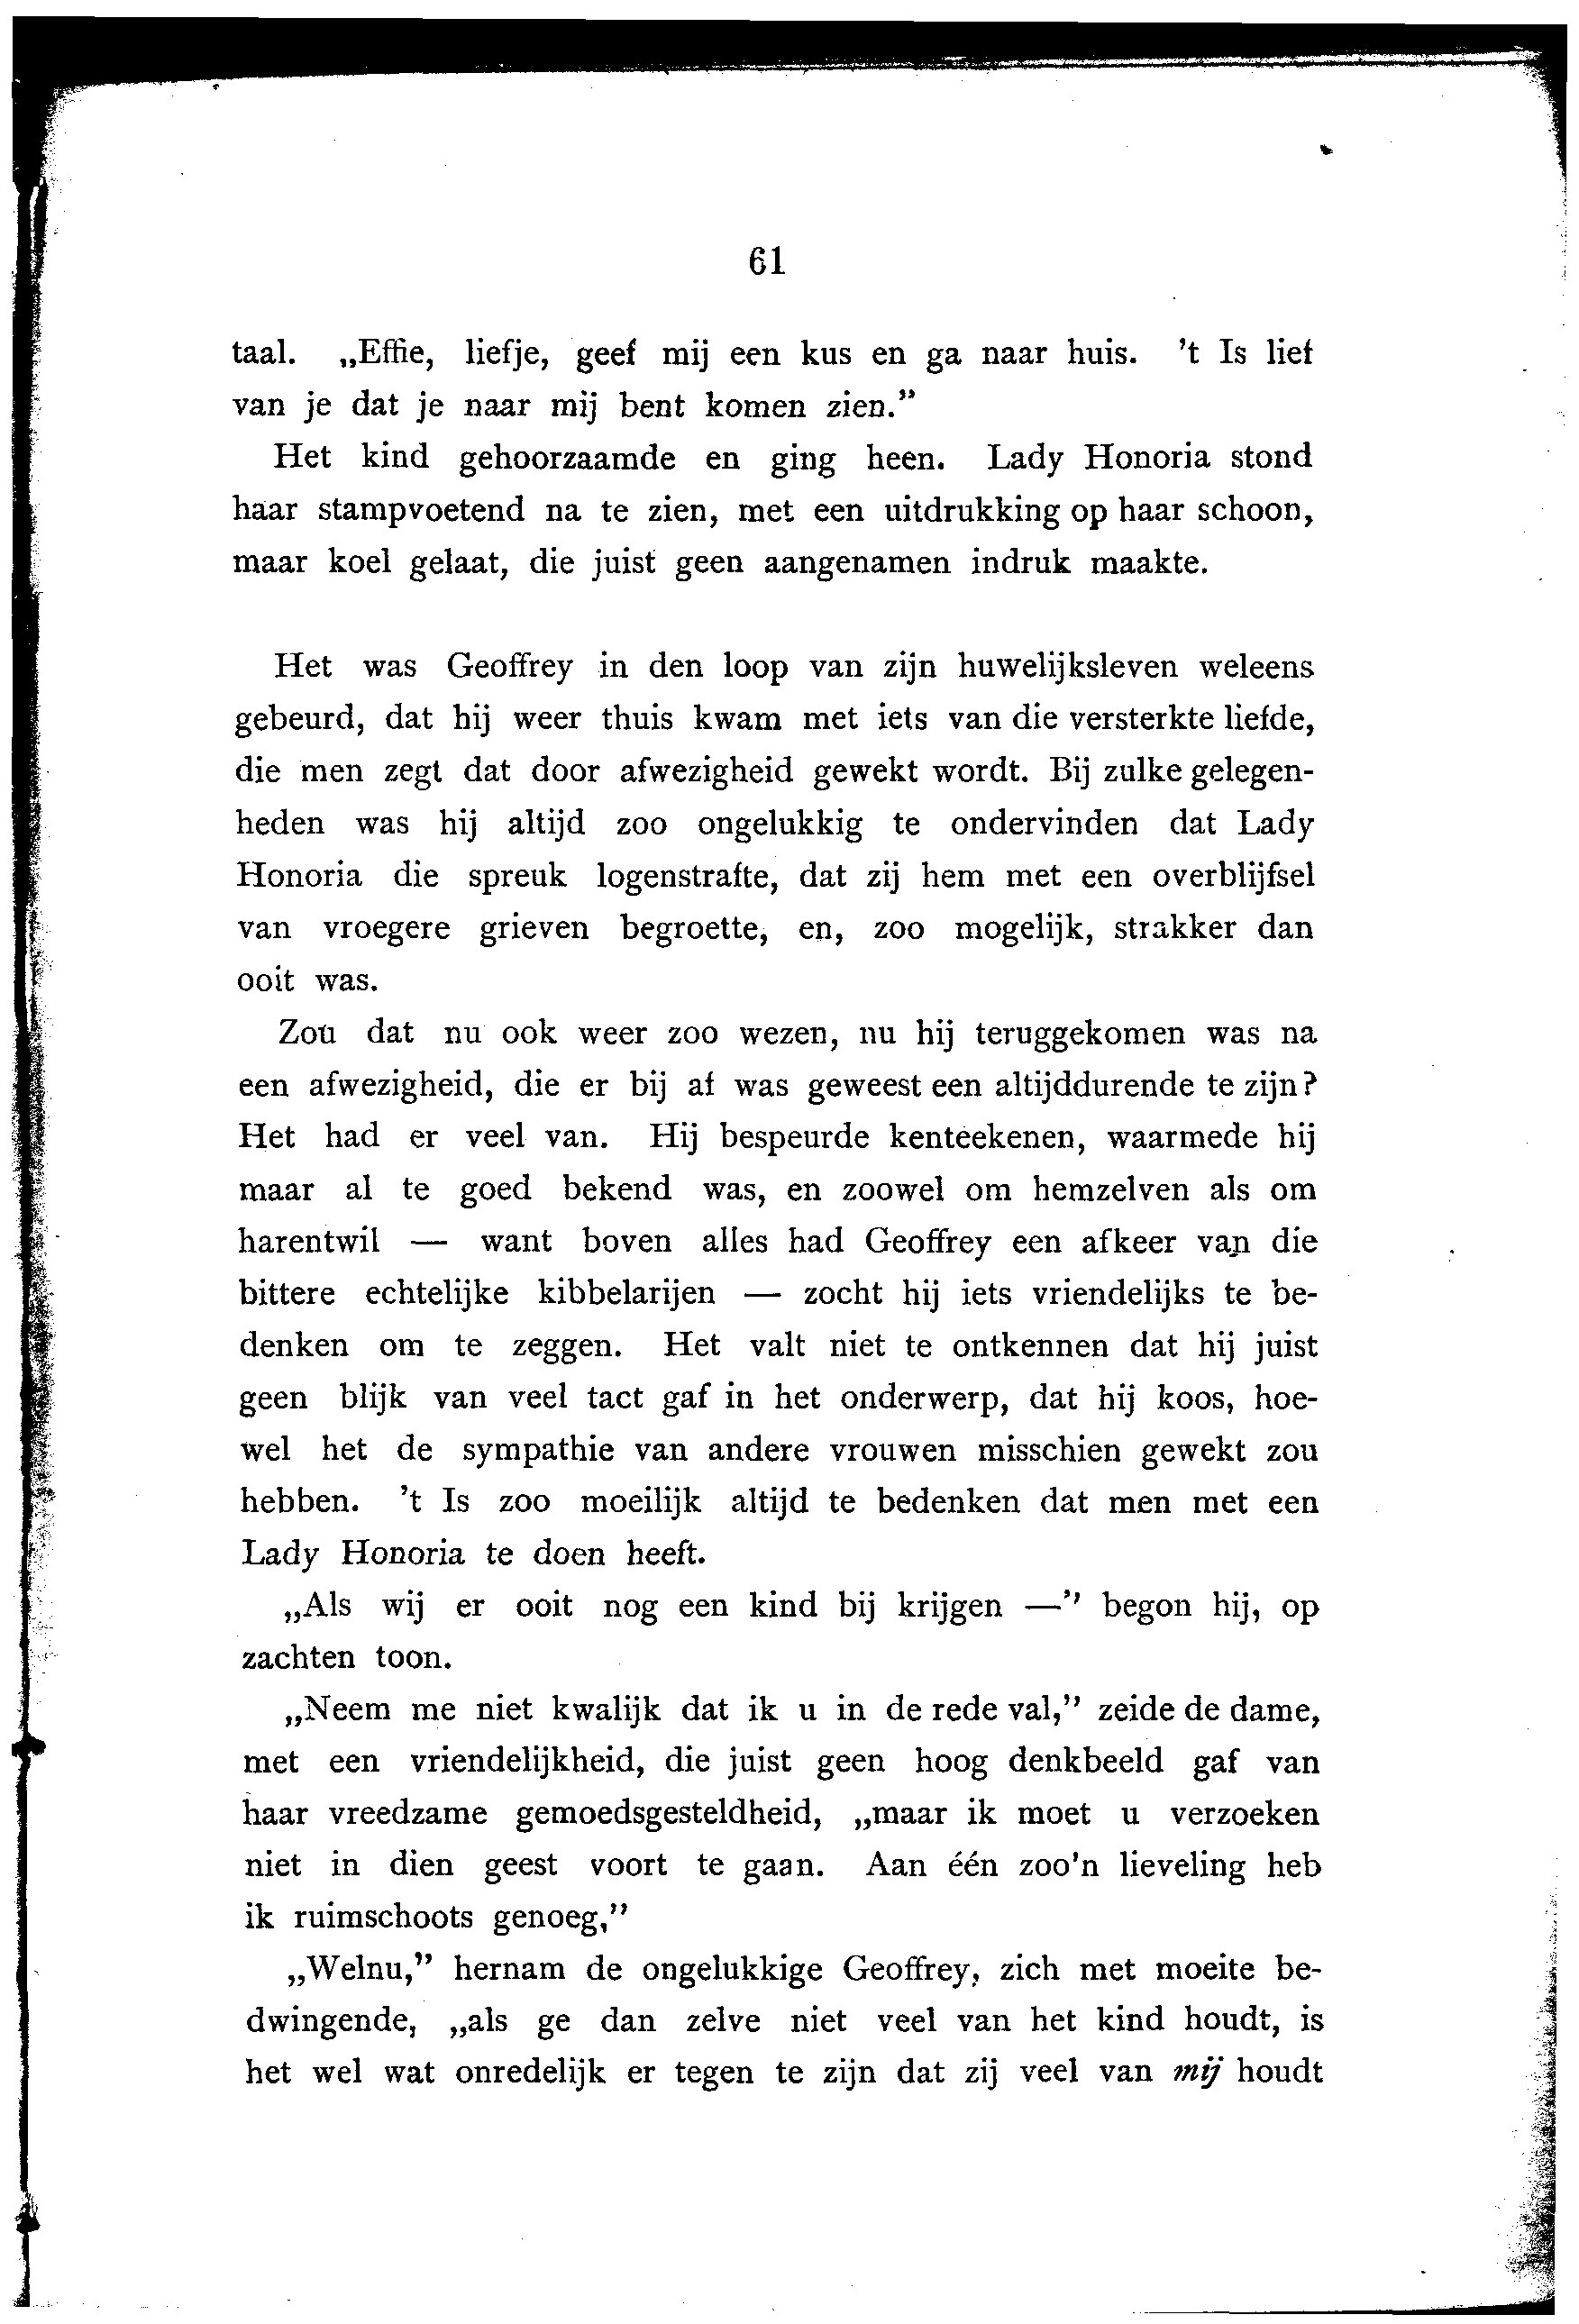 61
taal. „Effie, liefje, geef mij een kus en ga naar huis. 't Is lief
van je dat je naar mij bent komen zien."
Het kind gehoorzaamde en ging heen. Lady Honoria stond
haar stampvoetend na te zien, met een uitdrukking op haar schoon,
maar koel gelaat, die juist geen aangenamen indruk maakte.
Het was Geoffrey in den loop van zijn huwelijksleven weleens
gebeurd, dat hij weer thuis kwam met iets van die versterkte liefde,
die men zegt dat door afwezigheid gewekt wordt. Bij zulke gelegen-
heden was hij altijd zoo ongelukkig te ondervinden dat Lady
Honoria die spreuk logenstrafte, dat zij hem met een overblijfsel
van vroegere grieven begroette, en, zoo mogelijk, strakker dan
ooit was.
Zou dat nu ook weer zoo wezen, nu hij teruggekomen was na
een afwezigheid, die er bij af was geweest een altijddurende te zijn?
Het had er veel van. Hij bespeurde kenteekenen, waarmede hij
maar al te goed bekend was, en zoowel om hemzelven als om
harentwil — want boven alles had Geoffrey een afkeer van die
bittere echtelijke kibbelarijen — zocht hij iets vriendelijks te be-
denken om te zeggen. Het valt niet te ontkennen dat hij juist
geen blijk van veel tact gaf in het onderwerp, dat hij koos, hoe-
wel het de sympathie van andere vrouwen misschien gewekt zou
hebben. 't Is zoo moeilijk altijd te bedenken dat men met een
Lady Honoria te doen heeft.
„Als wij er ooit nog een kind bij krijgen —" begon hij, op
zachten toon.
„Neem me niet kwalijk dat ik u in de rede val," zeide de dame,
met een vriendelijkheid, die juist geen hoog denkbeeld gaf van
haar vreedzame gemoedsgesteldheid, „maar ik moet u verzoeken
niet in dien geest voort te gaan. Aan één zoo'n lieveling heb
ik ruimschoots genoeg,"
„Welnu," hernam de ongelukkige Geoffrey, zich met moeite be-
dwingende, „als ge dan zelve niet veel van het kind houdt, is
het wel wat onredelijk er tegen te zijn dat zij veel van mij houdt